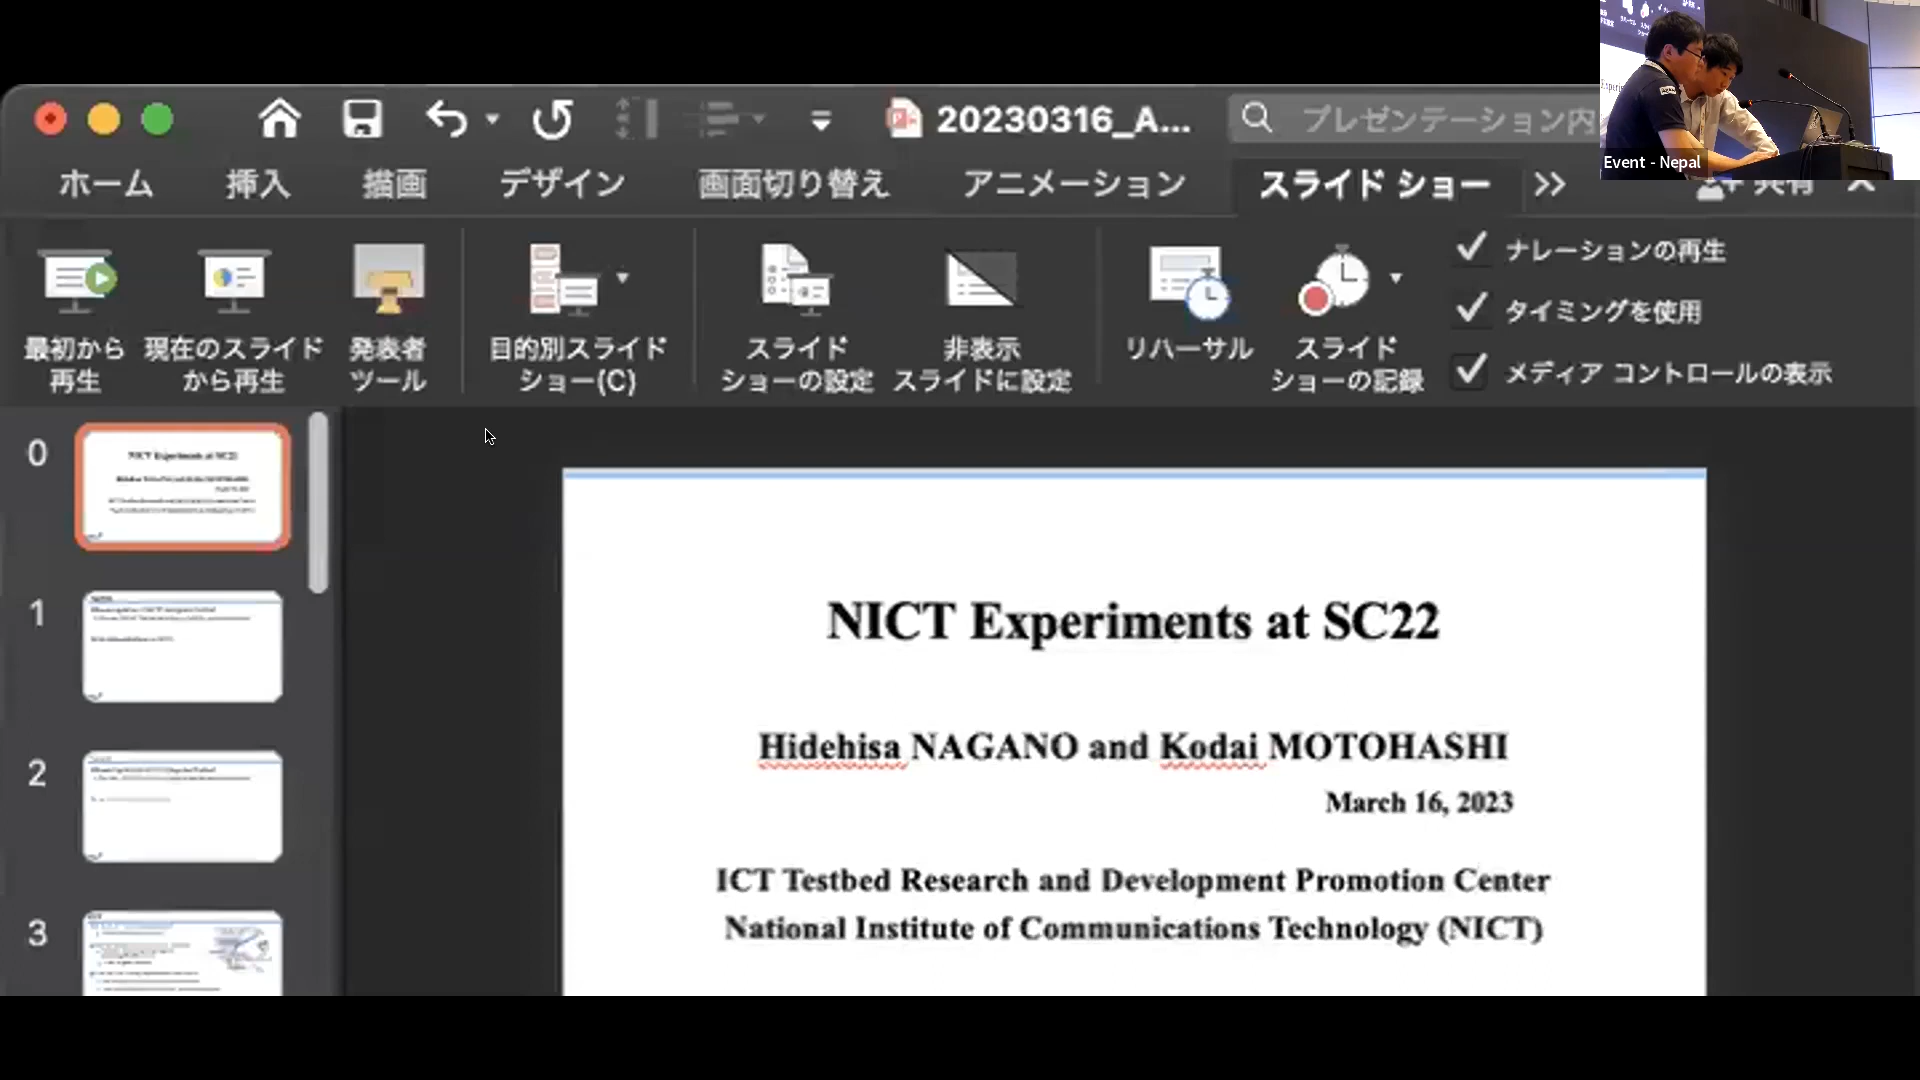 20230316_A...
プレゼンテーション内
Event - Nepal
ホーム
挿入
描画
デザイン
画面切り替え
アニメーション
スライド ショー
共有
最初から
再生
現在のスライド
から再生
発表者
ツール
目的別スライド
ショー(C)
スライド
ショーの設定
非表示
スライドに設定
リハーサル
スライド
ショーの記録
ナレーションの再生
タイミングを使用
メディア コントロールの表示
0
NICT Experiments at SC22
1
2
3
NICT Experiments at SC22
Hidehisa NAGANO and Kodai MOTOHASHI
March 16, 2023
ICT Testbed Research and Development Promotion Center
National Institute of Communications Technology (NICT)